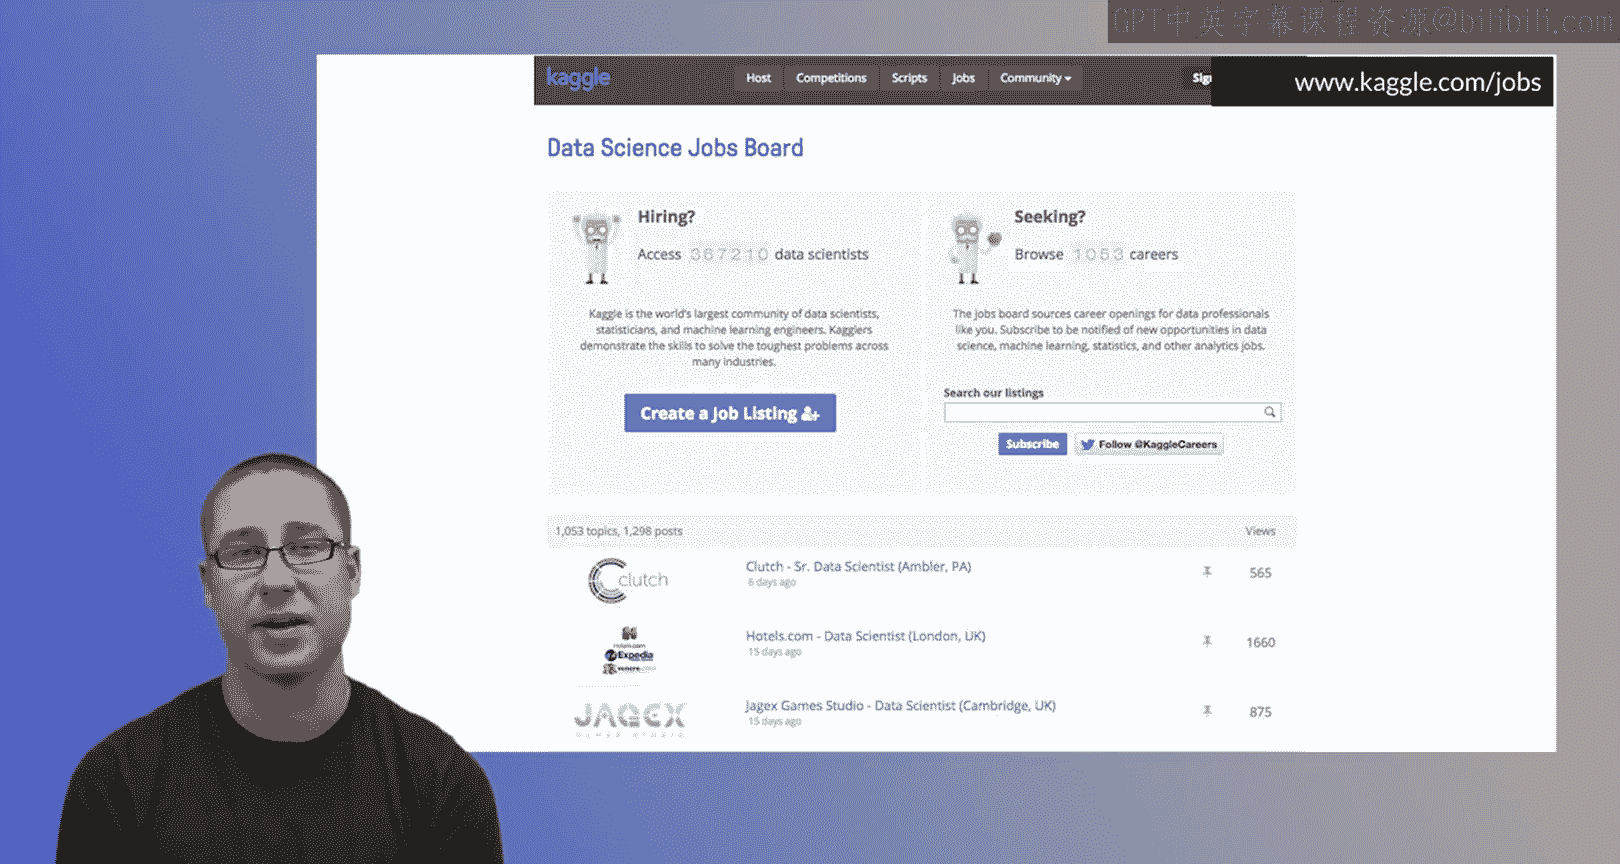 GPT中英字幕课程资源@bilibili.com
kaggle
Host Competitions Scripts Jobs Community
www.kaggle.com/jobs
Data Science Jobs Board
Hiring?
Access 367210 data scientists
Kaggle is the world's largest community of data scientists,
statisticians, and machine learning engineers. Kagglers
demonstrate the skills to solve the toughest problems across
many industries.
Create a Job Listing
Seeking?
Browse 1053 careers
The jobs board sources career openings for data professionals
like you. Subscribe to be notified of new opportunities in data
science, machine learning, statistics, and other analytics jobs.
Search our listings
Subscribe Follow @KaggleCareers
1,053 topics, 1,298 posts Views
clutch Clutch - Sr. Data Scientist (Ambler, PA) 565
6 days ago
Hotels.com - Data Scientist (London, UK) 1660
Hotels.com
Expedia 15 days ago
JAGEX Jagex Games Studio - Data Scientist (Cambridge, UK) 875
15 days ago